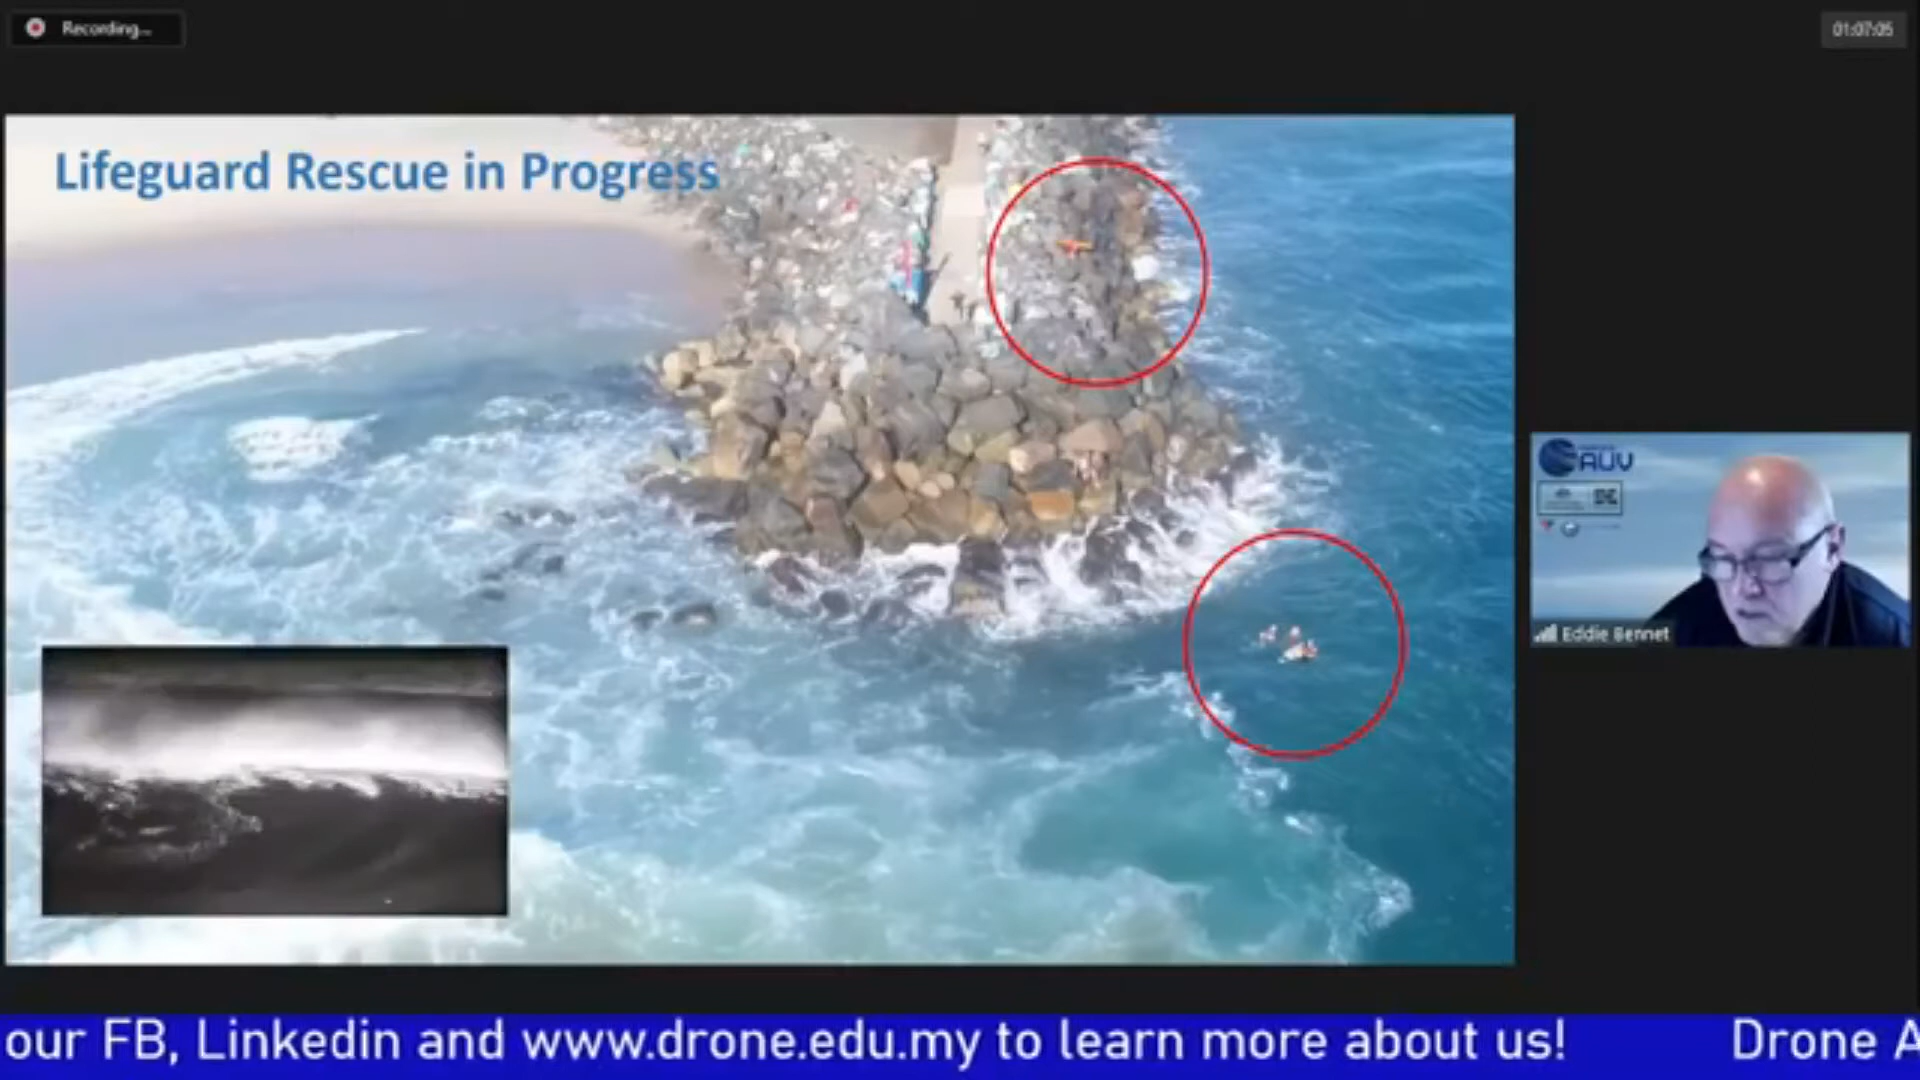 Recording...
01:07:05
Lifeguard Rescue in Progress
AUV
Eddie Bennet
our FB, Linkedin and www.drone.edu.my to learn more about us!
Drone A